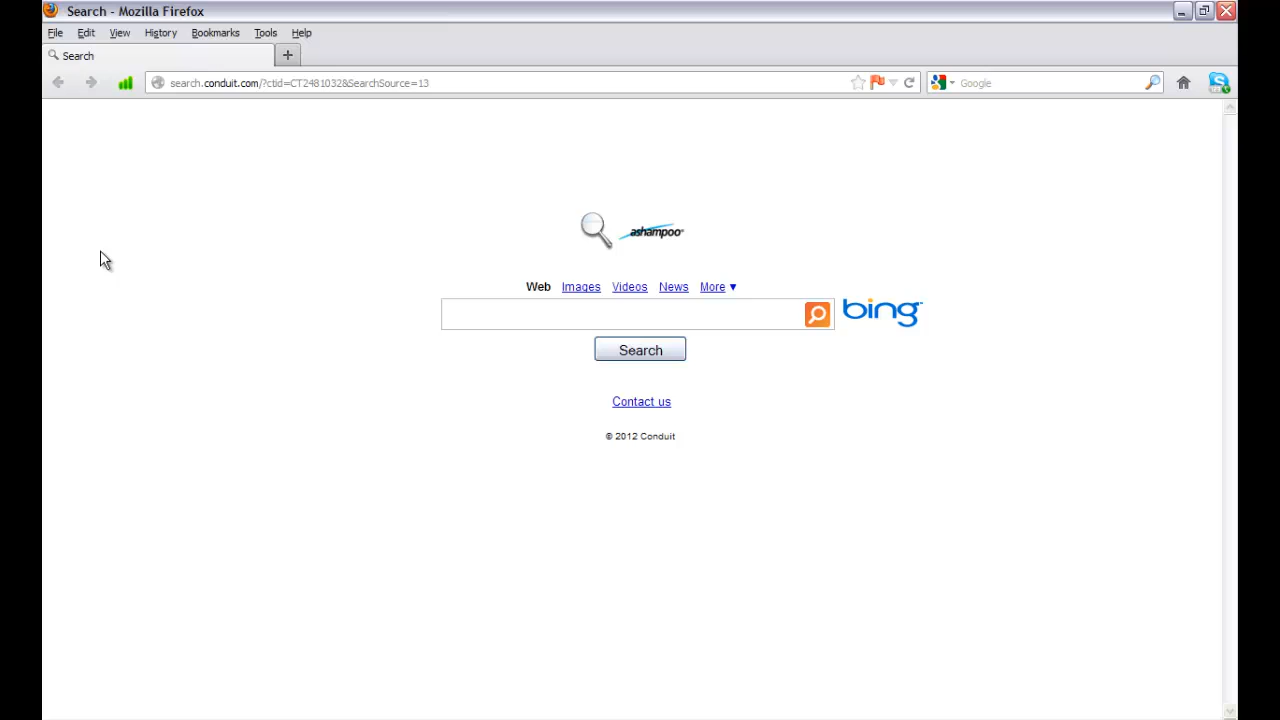 Search - Mozilla Firefox
File Edit View History Bookmarks Tools Help
Search
search.conduit.com/?ctid=CT2481032&SearchSource=13
Google
ashampoo
Web Images Videos News More ▼
bing
Search
Contact us
© 2012 Conduit